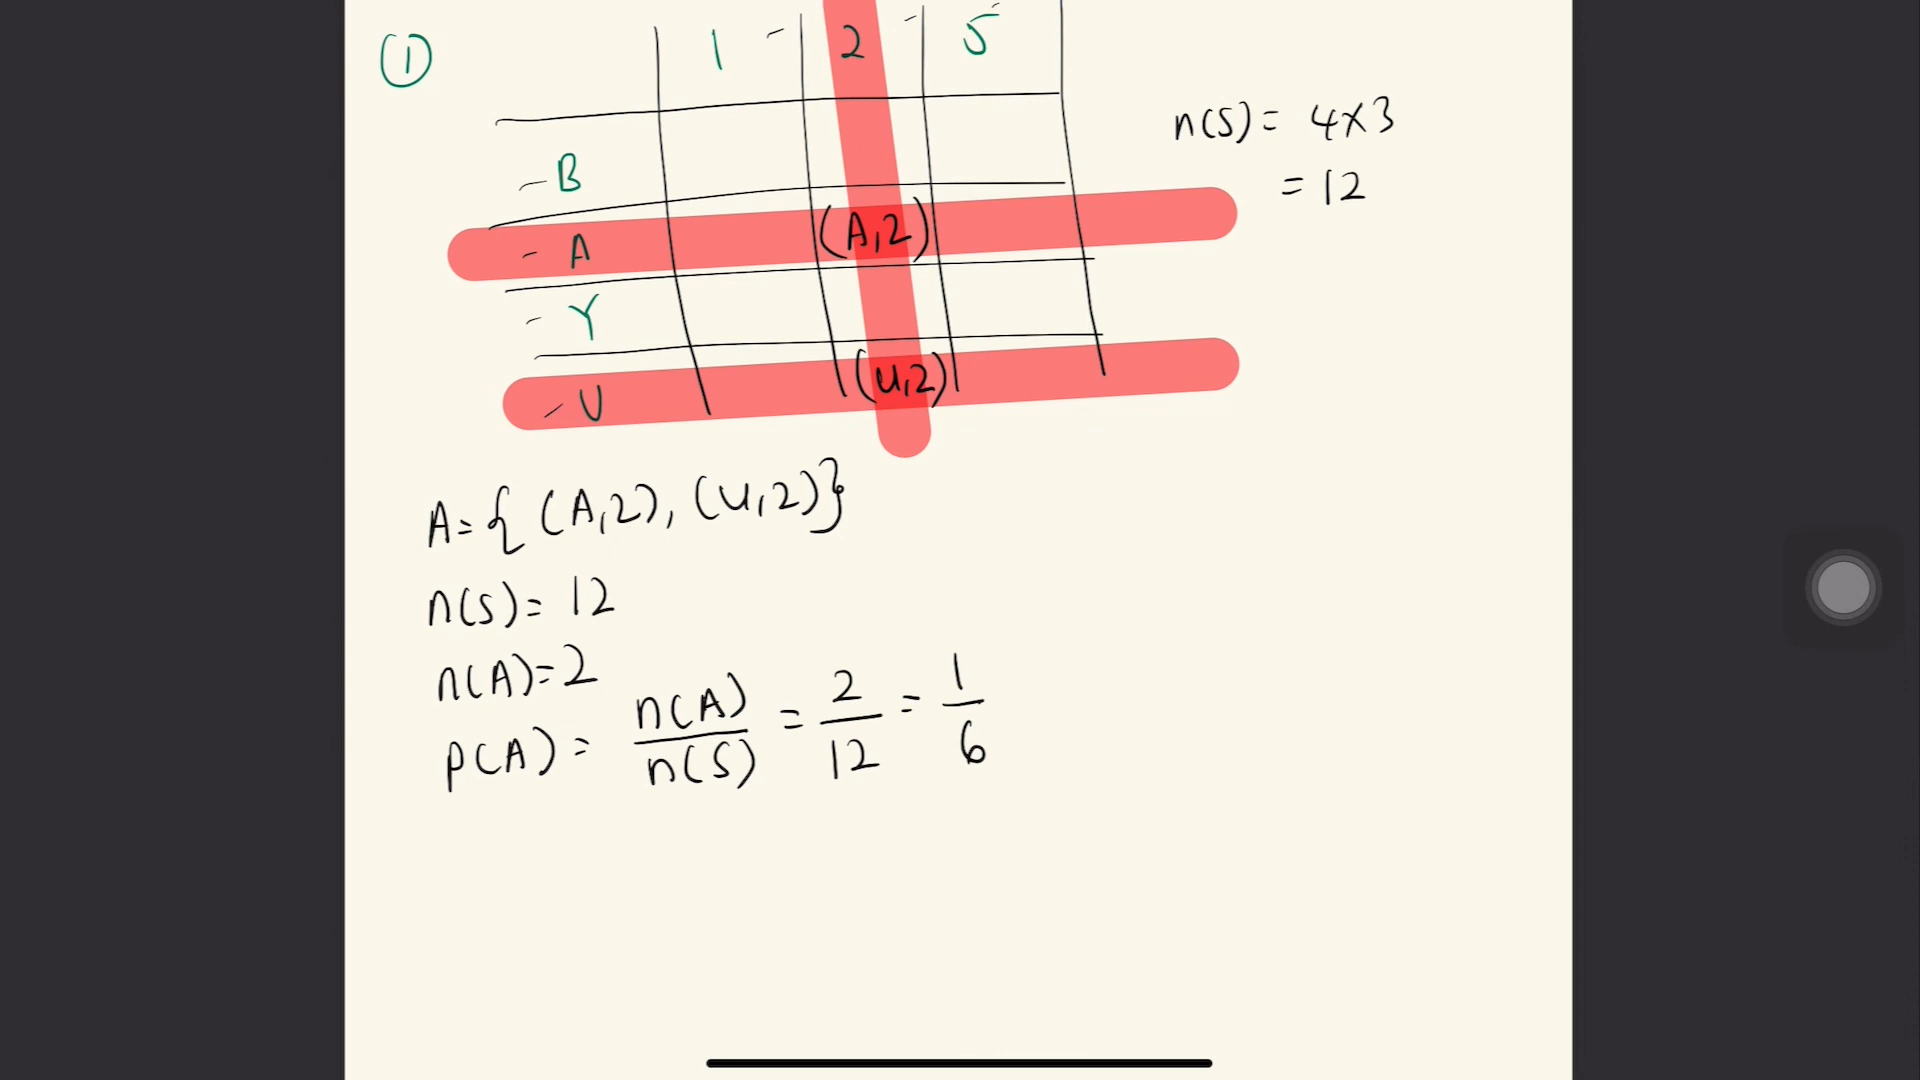 ① 1 2 5
n(S) = 4×3
= 12
- B
- A (A,2)
- Y
- U (U,2)
A = { (A,2), (U,2)}
n(S) = 12
n(A) = 2
P(A) = n(A)/n(S) = 2/12 = 1/6